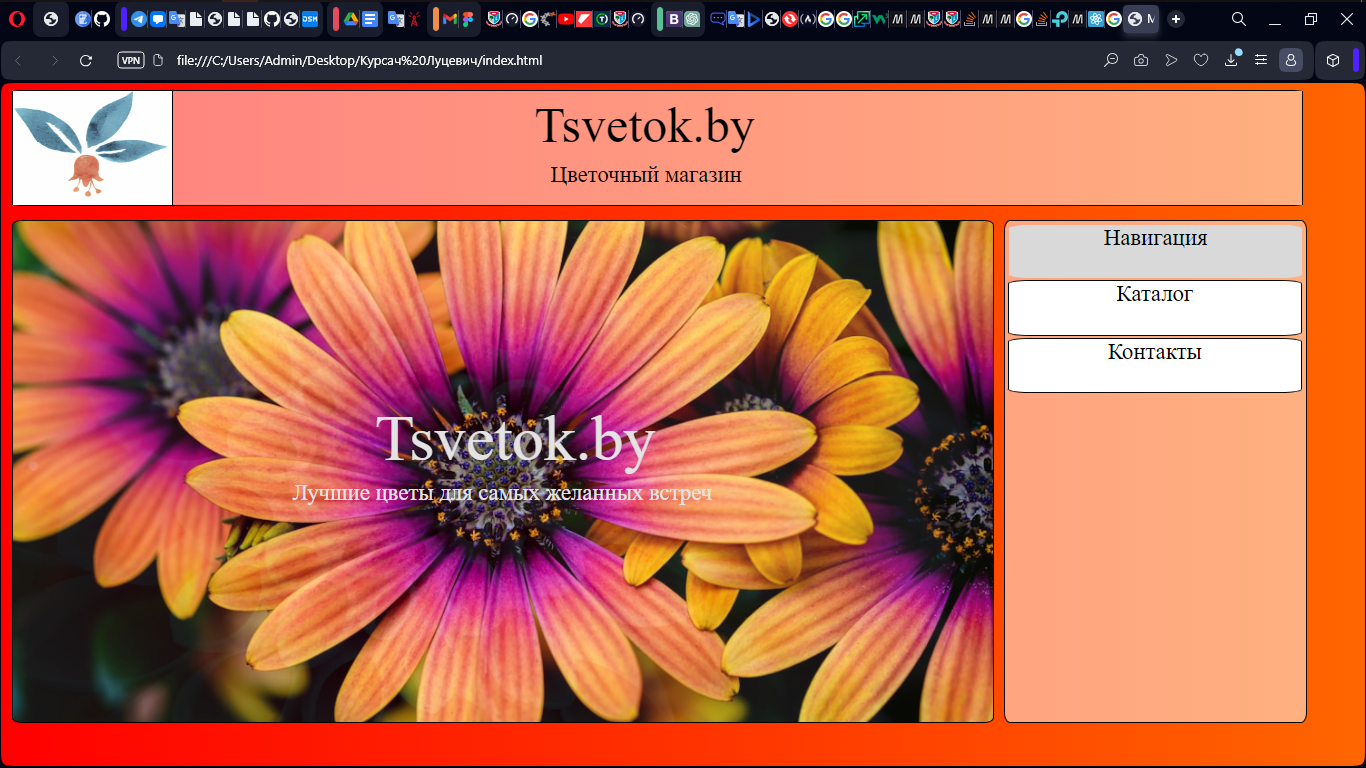 VPN
file:///C:/Users/Admin/Desktop/Курсач%20Луцевич/index.html
Tsvetok.by
Цветочный магазин
Tsvetok.by
Лучшие цветы для самых желанных встреч
Навигация
Каталог
Контакты